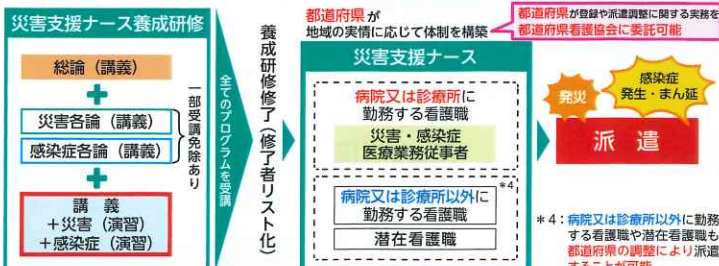 災害支援ナース養成研修
総論（講義）
＋
災害各論（講義）
感染症各論（講義）
一部受講免除あり
＋
講 義
＋災害（演習）
＋感染症（演習）
全てのプログラムを受講
養成研修修了（修了者リスト化）
都道府県が
地域の実情に応じて体制を構築
都道府県が登録や派遣調整に関する実務を
都道府県看護協会に委託可能
災害支援ナース
病院又は診療所に
勤務する看護職
災害・感染症
医療業務従事者
＊4
病院又は診療所以外に
勤務する看護職
潜在看護職
発災
感染症
発生・まん延
派 遣
＊4：病院又は診療所以外に勤務
する看護職や潜在看護職も
都道府県の調整により派遣
することが可能